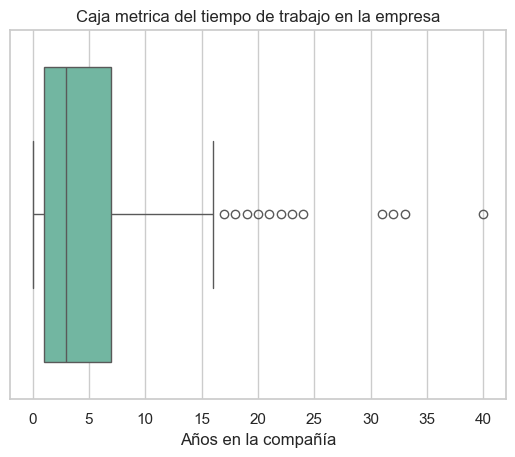 Caja metrica del tiempo de trabajo en la empresa
0 5 10 15 20 25 30 35 40
Años en la compañía